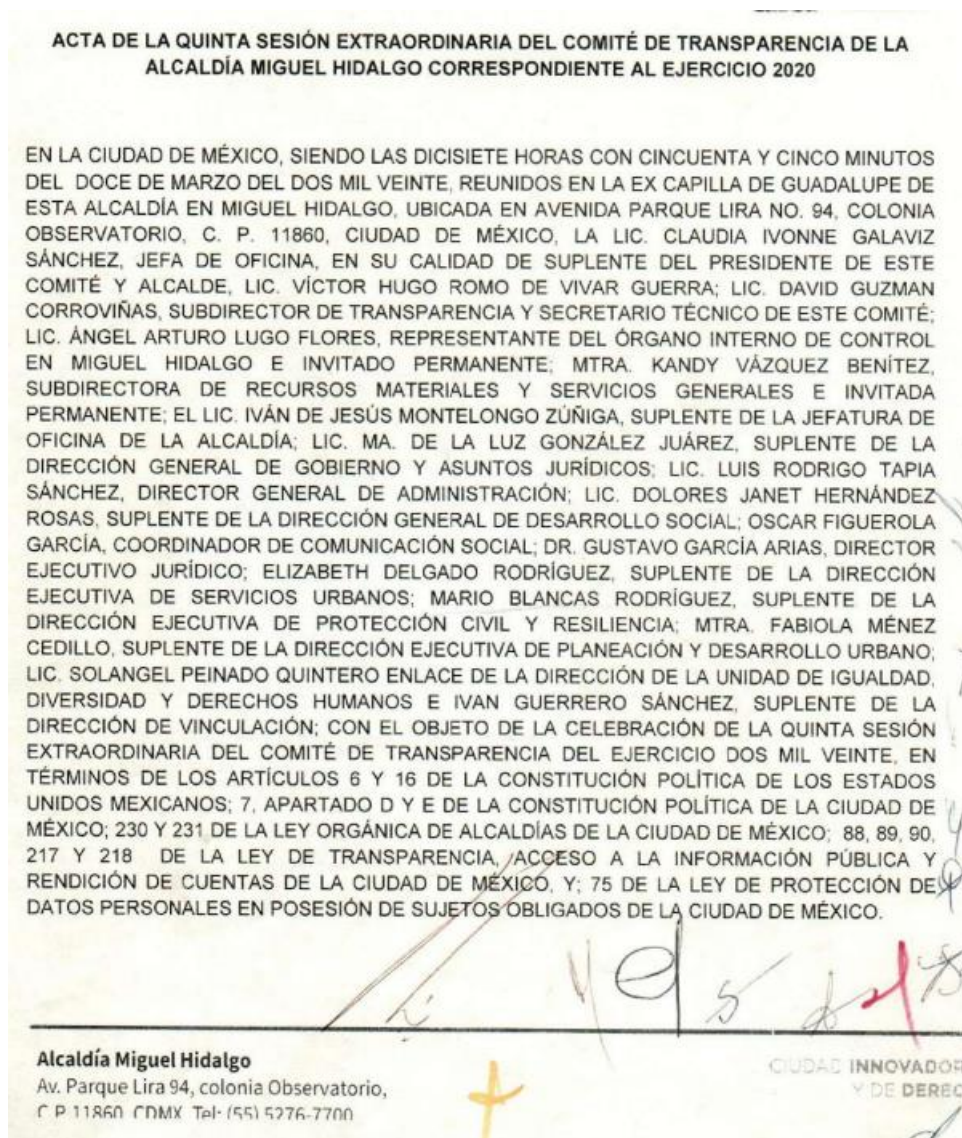 ACTA DE LA QUINTA SESIÓN EXTRAORDINARIA DEL COMITÉ DE TRANSPARENCIA DE LA
ALCALDÍA MIGUEL HIDALGO CORRESPONDIENTE AL EJERCICIO 2020
EN LA CIUDAD DE MÉXICO, SIENDO LAS DICISIETE HORAS CON CINCUENTA Y CINCO MINUTOS
DEL DOCE DE MARZO DEL DOS MIL VEINTE, REUNIDOS EN LA EX CAPILLA DE GUADALUPE DE
ESTA ALCALDÍA EN MIGUEL HIDALGO, UBICADA EN AVENIDA PARQUE LIRA NO. 94, COLONIA
OBSERVATORIO, C. P. 11860, CIUDAD DE MÉXICO, LA LIC. CLAUDIA IVONNE GALAVIZ
SÁNCHEZ, JEFA DE OFICINA, EN SU CALIDAD DE SUPLENTE DEL PRESIDENTE DE ESTE
COMITÉ Y ALCALDE, LIC. VÍCTOR HUGO ROMO DE VIVAR GUERRA; LIC. DAVID GUZMAN
CORROVIÑAS, SUBDIRECTOR DE TRANSPARENCIA Y SECRETARIO TÉCNICO DE ESTE COMITÉ;
LIC. ÁNGEL ARTURO LUGO FLORES, REPRESENTANTE DEL ÓRGANO INTERNO DE CONTROL
EN MIGUEL HIDALGO E INVITADO PERMANENTE; MTRA. KANDY VÁZQUEZ BENÍTEZ,
SUBDIRECTORA DE RECURSOS MATERIALES Y SERVICIOS GENERALES E INVITADA
PERMANENTE; EL LIC. IVÁN DE JESÚS MONTELONGO ZÚÑIGA, SUPLENTE DE LA JEFATURA DE
OFICINA DE LA ALCALDÍA; LIC. MA. DE LA LUZ GONZÁLEZ JUÁREZ, SUPLENTE DE LA
DIRECCIÓN GENERAL DE GOBIERNO Y ASUNTOS JURÍDICOS; LIC. LUIS RODRIGO TAPIA
SÁNCHEZ, DIRECTOR GENERAL DE ADMINISTRACIÓN; LIC. DOLORES JANET HERNÁNDEZ
ROSAS, SUPLENTE DE LA DIRECCIÓN GENERAL DE DESARROLLO SOCIAL; OSCAR FIGUEROLA
GARCÍA, COORDINADOR DE COMUNICACIÓN SOCIAL; DR. GUSTAVO GARCÍA ARIAS, DIRECTOR
EJECUTIVO JURÍDICO; ELIZABETH DELGADO RODRÍGUEZ, SUPLENTE DE LA DIRECCIÓN
EJECUTIVA DE SERVICIOS URBANOS; MARIO BLANCAS RODRÍGUEZ, SUPLENTE DE LA
DIRECCIÓN EJECUTIVA DE PROTECCIÓN CIVIL Y RESILIENCIA; MTRA. FABIOLA MÉNEZ
CEDILLO, SUPLENTE DE LA DIRECCIÓN EJECUTIVA DE PLANEACIÓN Y DESARROLLO URBANO;
LIC. SOLANGEL PEINADO QUINTERO ENLACE DE LA DIRECCIÓN DE LA UNIDAD DE IGUALDAD,
DIVERSIDAD Y DERECHOS HUMANOS E IVAN GUERRERO SÁNCHEZ, SUPLENTE DE LA
DIRECCIÓN DE VINCULACIÓN; CON EL OBJETO DE LA CELEBRACIÓN DE LA QUINTA SESIÓN
EXTRAORDINARIA DEL COMITÉ DE TRANSPARENCIA DEL EJERCICIO DOS MIL VEINTE, EN
TÉRMINOS DE LOS ARTÍCULOS 6 Y 16 DE LA CONSTITUCIÓN POLÍTICA DE LOS ESTADOS
UNIDOS MEXICANOS; 7, APARTADO D Y E DE LA CONSTITUCIÓN POLÍTICA DE LA CIUDAD DE
MÉXICO; 230 Y 231 DE LA LEY ORGÁNICA DE ALCALDÍAS DE LA CIUDAD DE MÉXICO; 88, 89, 90,
217 Y 218 DE LA LEY DE TRANSPARENCIA, ACCESO A LA INFORMACIÓN PÚBLICA Y
RENDICIÓN DE CUENTAS DE LA CIUDAD DE MÉXICO, Y; 75 DE LA LEY DE PROTECCIÓN DE
DATOS PERSONALES EN POSESIÓN DE SUJETOS OBLIGADOS DE LA CIUDAD DE MÉXICO.
Alcaldía Miguel Hidalgo
Av. Parque Lira 94, colonia Observatorio,
C.P 11860, CDMX. Tel: (55) 5276-7700
CIUDAD INNOVADOR
Y DE DEREC